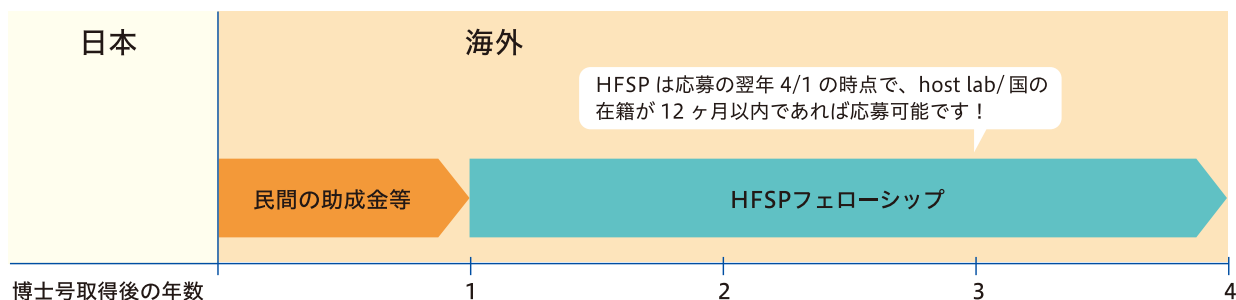 日本
海外
HFSP は応募の翌年 4/1 の時点で、host lab/ 国の
在籍が 12 ヶ月以内であれば応募可能です！
民間の助成金等
HFSPフェローシップ
博士号取得後の年数
1
2
3
4